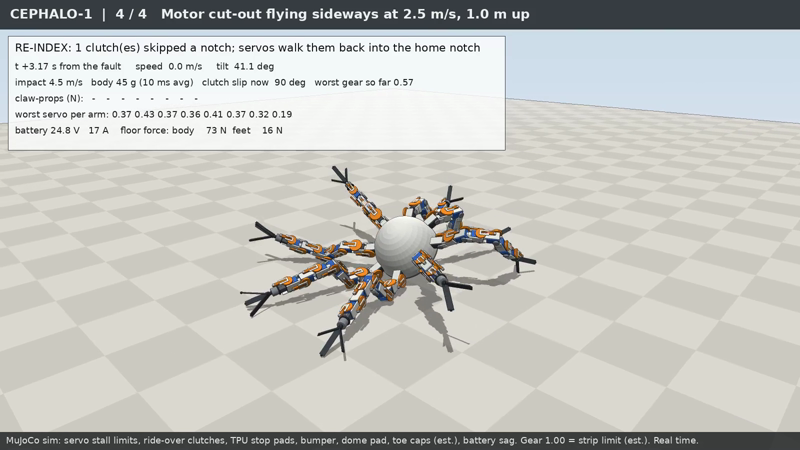 CEPHALO-1 | 4 / 4 Motor cut-out flying sideways at 2.5 m/s, 1.0 m up
RE-INDEX: 1 clutch(es) skipped a notch; servos walk them back into the home notch
t +3.17 s from the fault speed 0.0 m/s tilt 41.1 deg
impact 4.5 m/s body 45 g (10 ms avg) clutch slip now 90 deg worst gear so far 0.57
claw-props (N): - - - - - - - -
worst servo per arm: 0.37 0.43 0.37 0.36 0.41 0.37 0.32 0.19
battery 24.8 V 17 A floor force: body 73 N feet 16 N
MuJoCo sim: servo stall limits, ride-over clutches, TPU stop pads, bumper, dome pad, toe caps (est.), battery sag. Gear 1.00 = strip limit (est.). Real time.